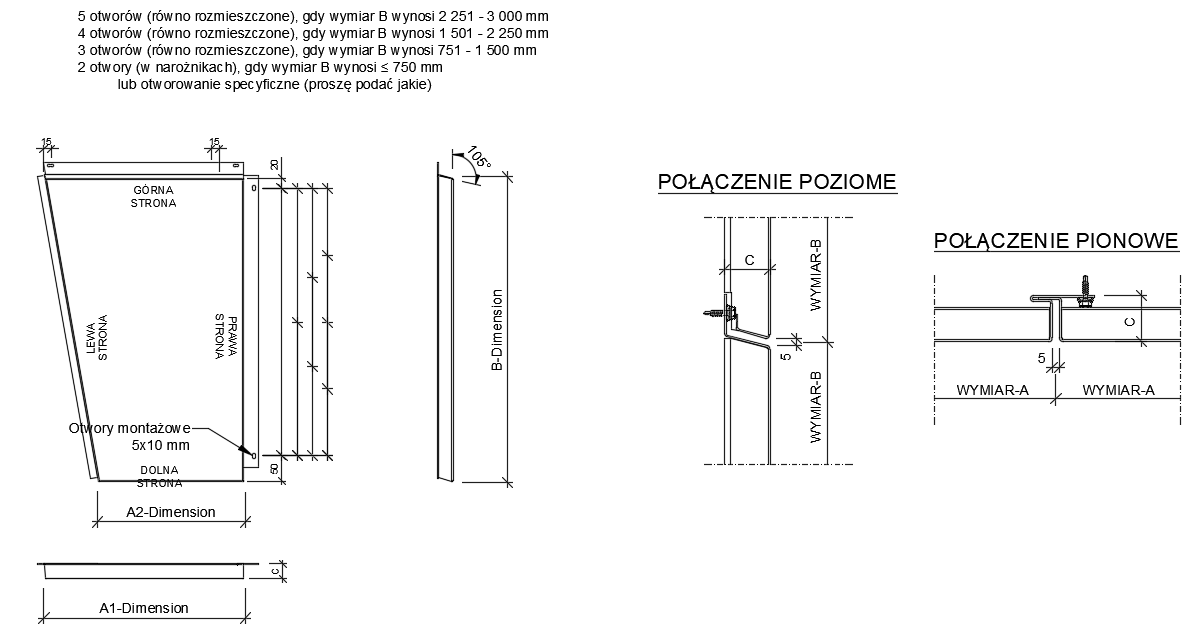 5 otworów (równo rozmieszczone), gdy wymiar B wynosi 2 251 - 3 000 mm
4 otworów (równo rozmieszczone), gdy wymiar B wynosi 1 501 - 2 250 mm
3 otworów (równo rozmieszczone), gdy wymiar B wynosi 751 - 1 500 mm
2 otwory (w narożnikach), gdy wymiar B wynosi ≤ 750 mm
lub otworowanie specyficzne (proszę podać jakie)
15
15
20
GÓRNA
STRONA
LEWA
STRONA
PRAWA
STRONA
Otwory montażowe
5x10 mm
DOLNA
STRONA
50
A2-Dimension
C
A1-Dimension
105°
B-Dimension
POŁĄCZENIE POZIOME
C
WYMIAR-B
5
WYMIAR-B
POŁĄCZENIE PIONOWE
C
5
WYMIAR-A
WYMIAR-A